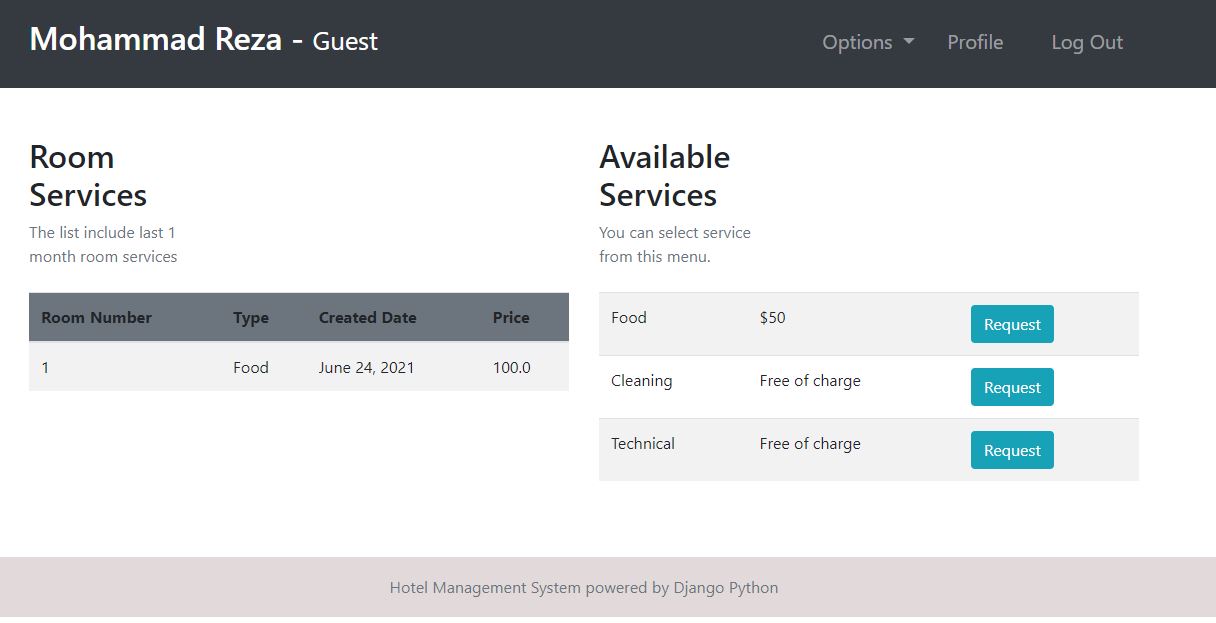 Mohammad Reza - Guest
Options Profile Log Out
Room
Services
The list include last 1
month room services
Room Number Type Created Date Price
1 Food June 24, 2021 100.0
Available
Services
You can select service
from this menu.
Food $50 Request
Cleaning Free of charge Request
Technical Free of charge Request
Hotel Management System powered by Django Python